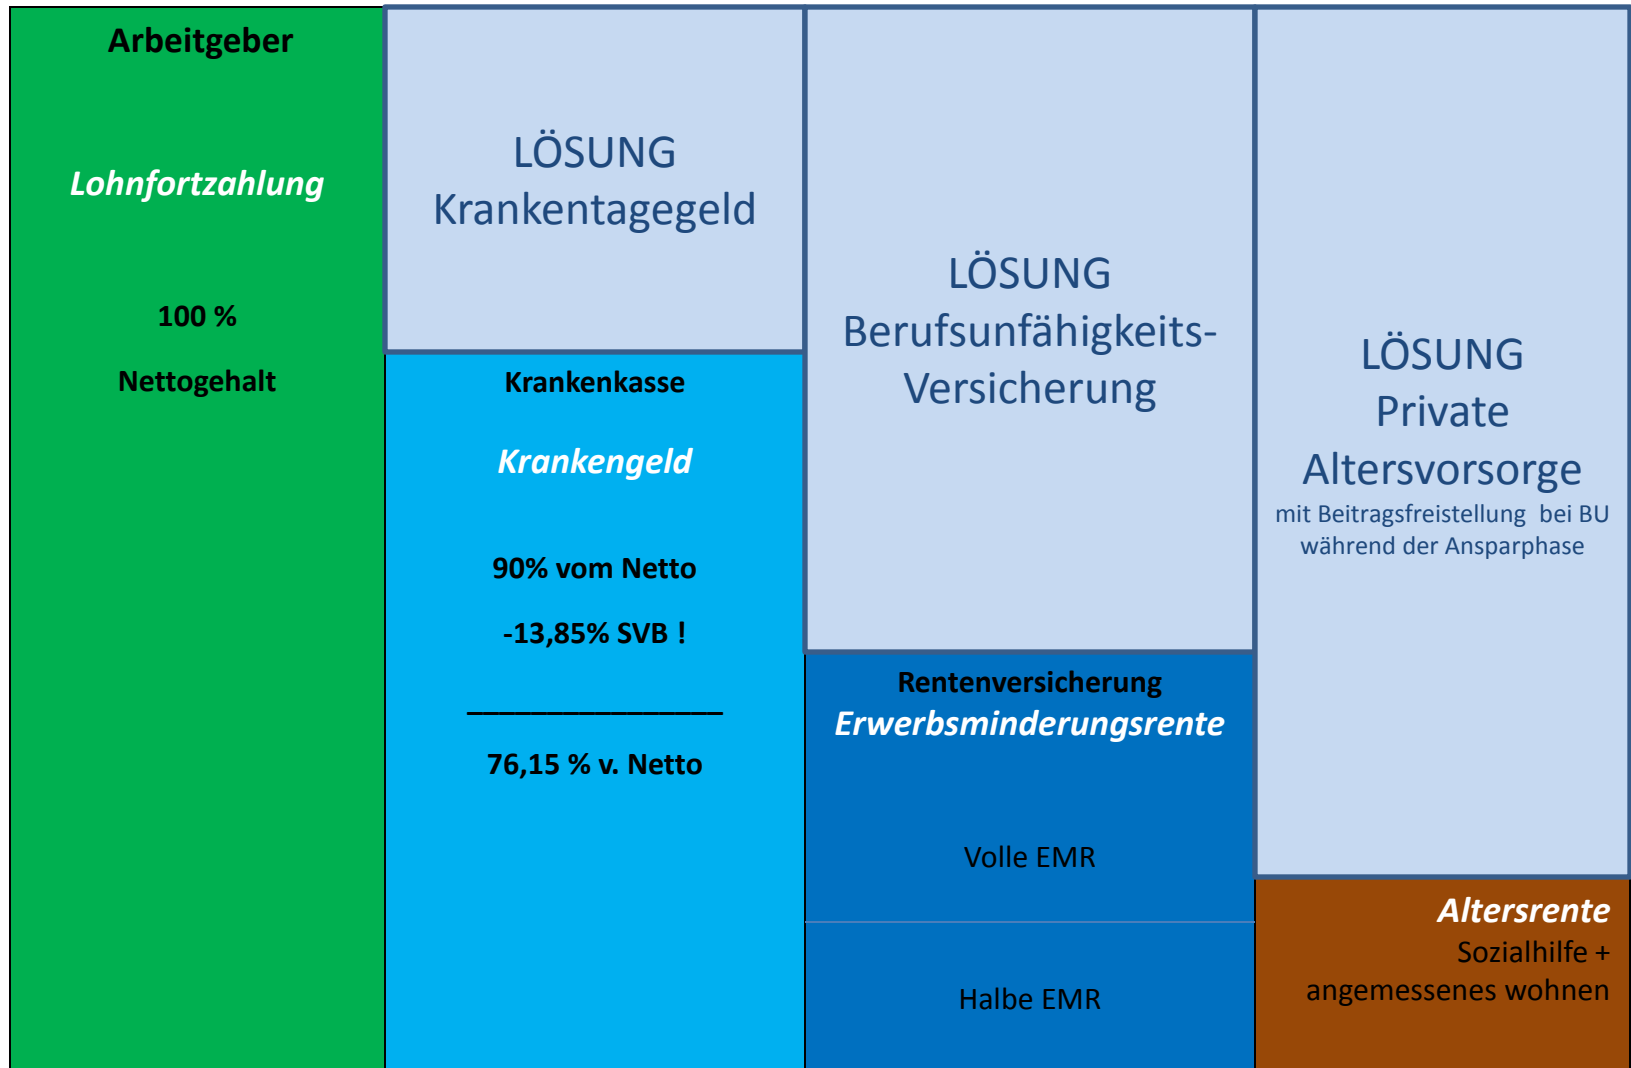 Arbeitgeber
Lohnfortzahlung
100 %
Nettogehalt
LÖSUNG
Krankentagegeld
Krankenkasse
Krankengeld
90% vom Netto
-13,85% SVB !
________________
76,15 % v. Netto
LÖSUNG
Berufsunfähigkeits-
Versicherung
Rentenversicherung
Erwerbsminderungsrente
Volle EMR
Halbe EMR
LÖSUNG
Private
Altersvorsorge
mit Beitragsfreistellung bei BU
während der Ansparphase
Altersrente
Sozialhilfe +
angemessenes wohnen